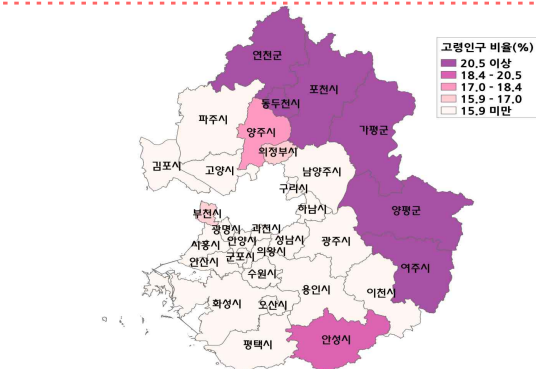 고령인구 비율(%)
20.5 이상
18.4 - 20.5
17.0 - 18.4
15.9 - 17.0
15.9 미만
연천군
포천시
동두천시
파주시
가평군
양주시
의정부시
김포시
고양시
남양주시
구리시
부천시
하남시
양평군
광명시
과천시
시흥시
안양시
성남시
광주시
군포시
의왕시
안산시
여주시
수원시
용인시
이천시
화성시
오산시
평택시
안성시